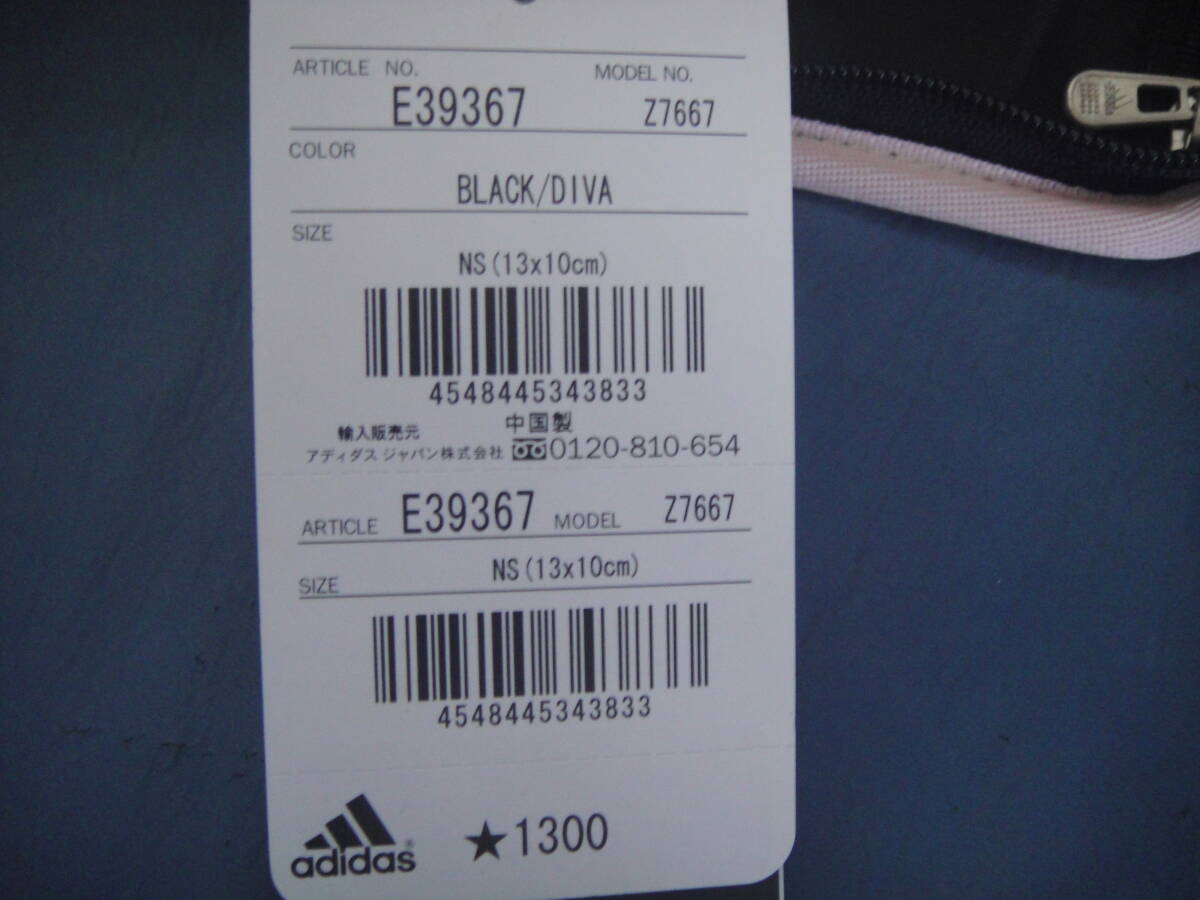 ARTICLE NO. MODEL NO.
E39367 Z7667
COLOR
BLACK/DIVA
SIZE
NS(13x10cm)
4548445343833
中国製
輸入販売元
アディダス ジャパン株式会社 0120-810-654
ARTICLE E39367 MODEL Z7667
SIZE NS(13x10cm)
4548445343833
adidas® ★1300